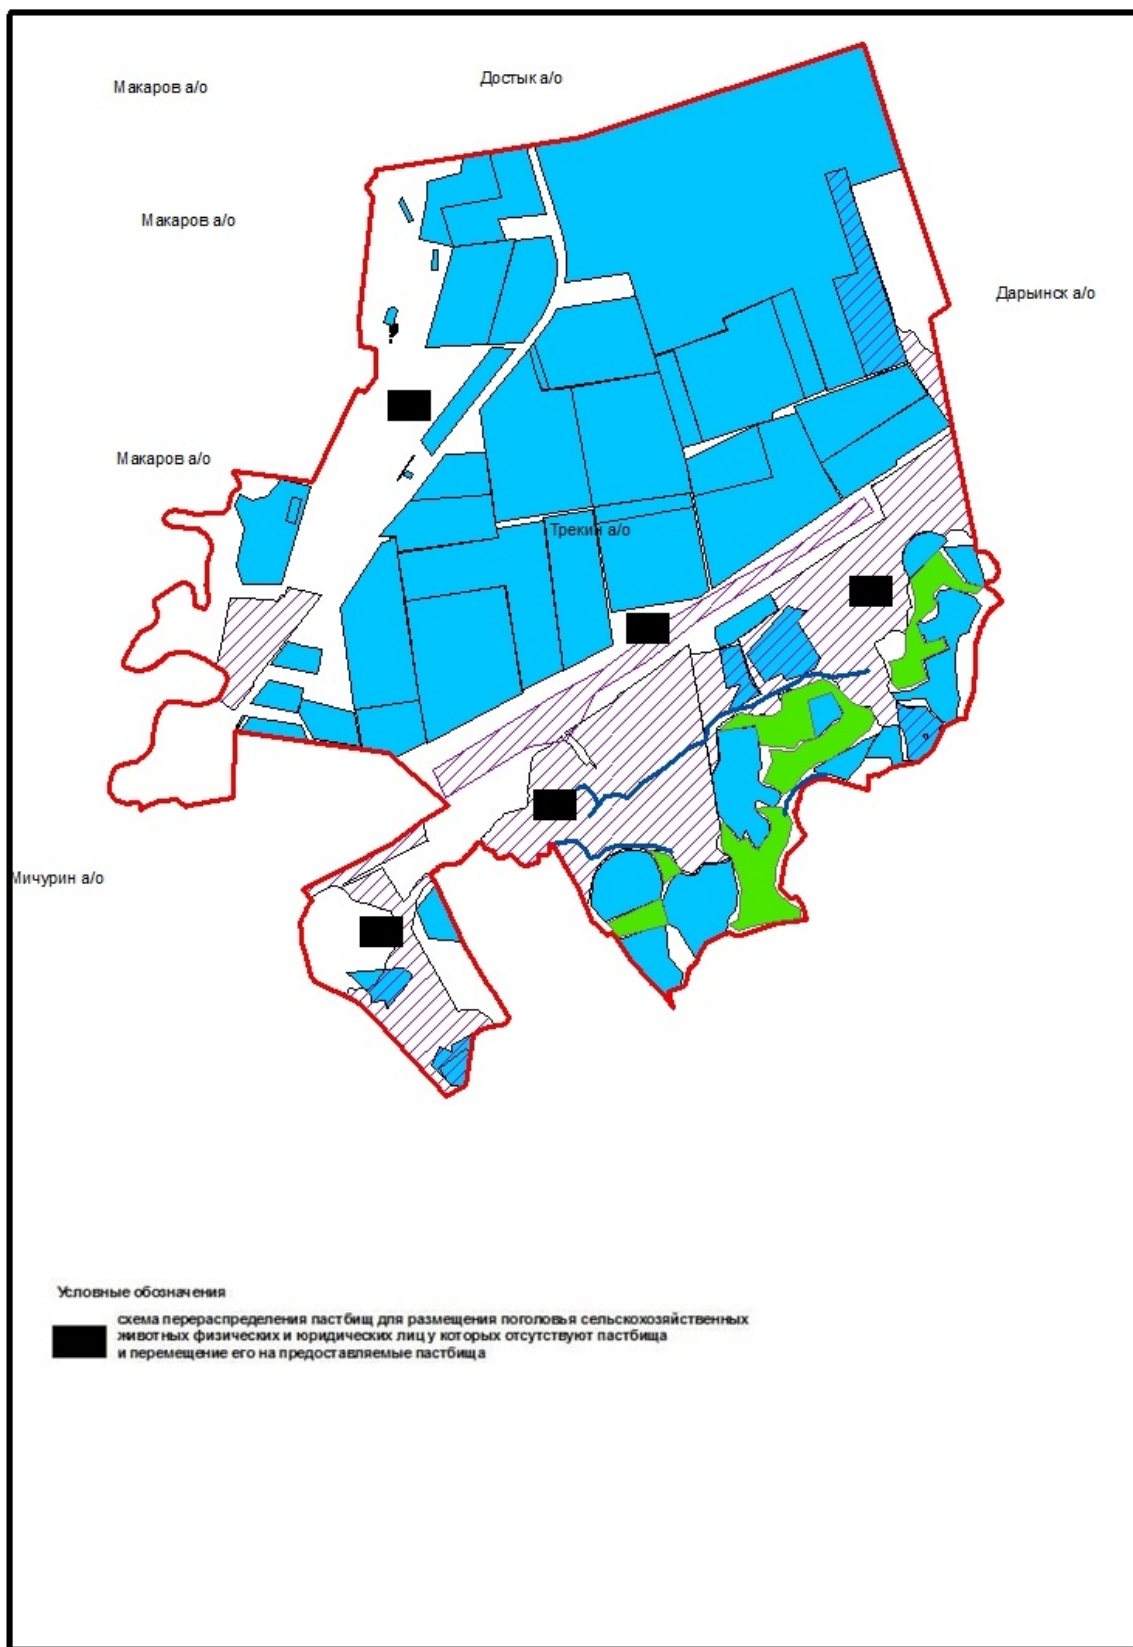 Макаров а/о
Достык а/о
Макаров а/о
Дарьинск а/о
Макаров а/о
Трекин а/о
Мичурин а/о
Условные обозначения
схема перераспределения пастбищ для размещения поголовья сельскохозяйственных
животных физических и юридических лиц у которых отсутствуют пастбища
и перемещение его на предоставляемые пастбища